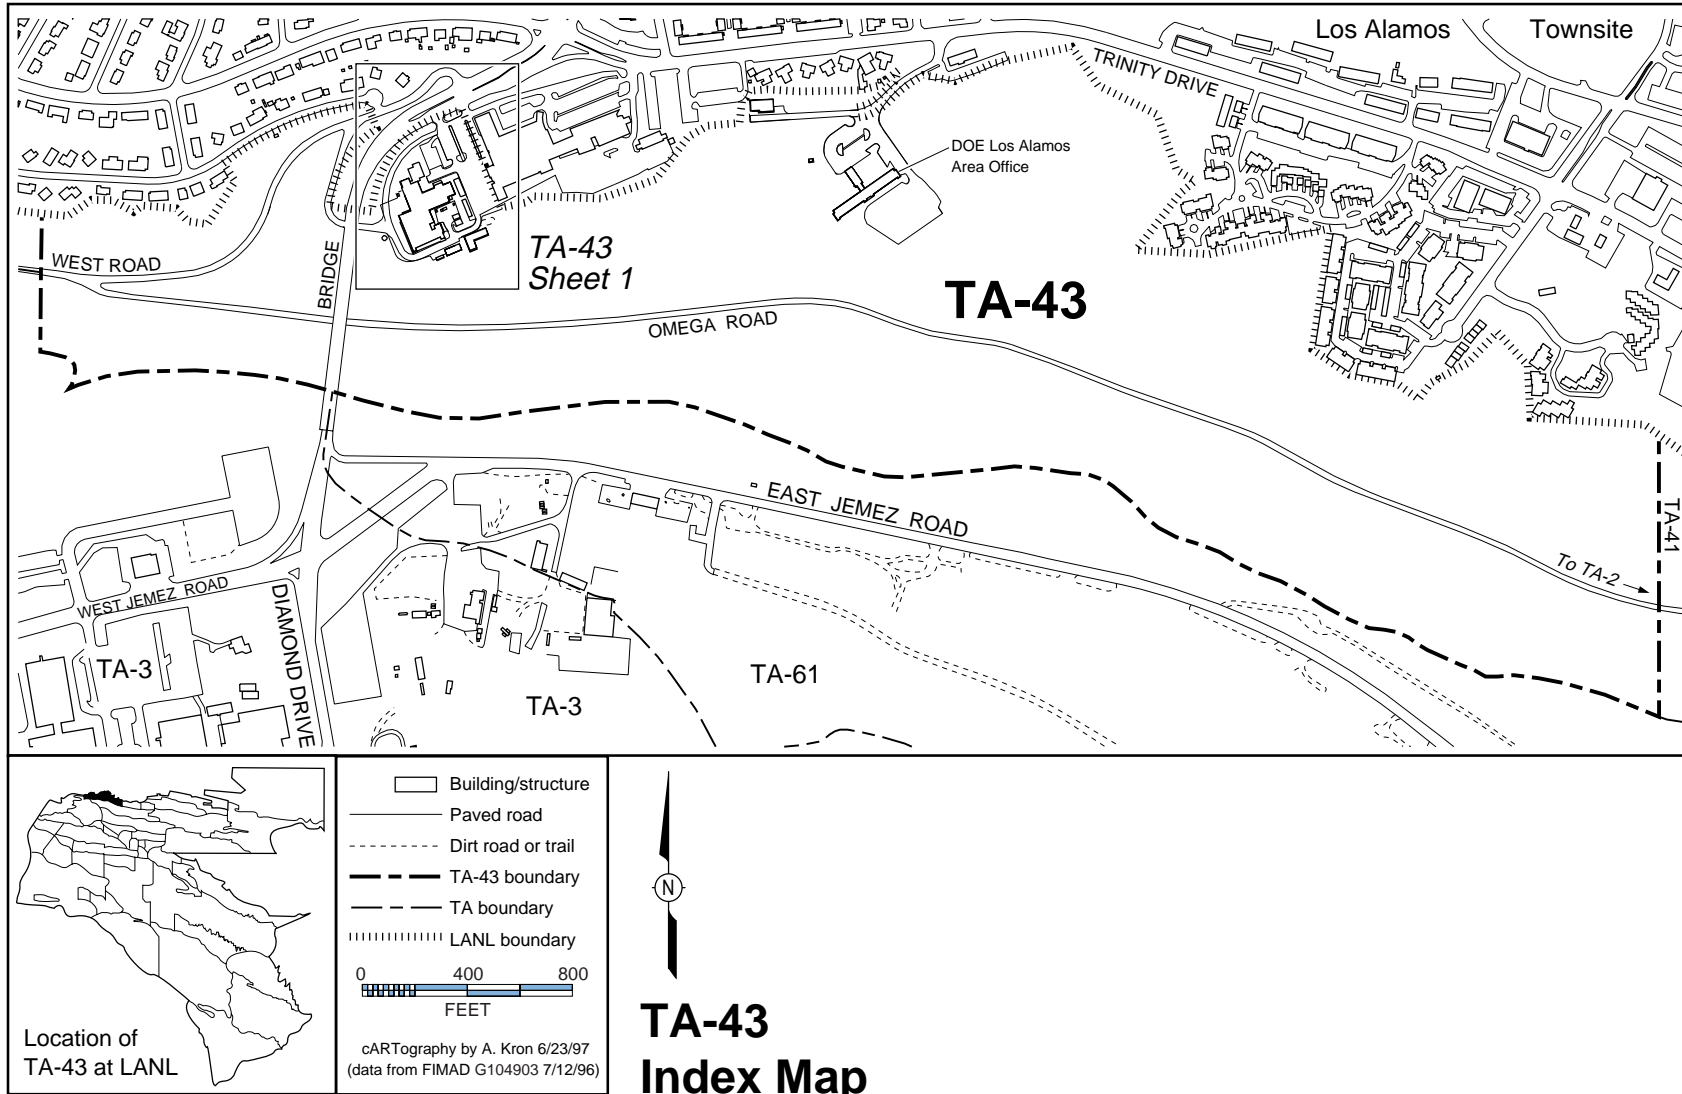 Los Alamos Townsite
TRINITY DRIVE
DOE Los Alamos
Area Office
TA-43
Sheet 1
WEST ROAD
BRIDGE
TA-43
OMEGA ROAD
EAST JEMEZ ROAD
TA-41
To TA-2
WEST JEMEZ ROAD
DIAMOND DRIVE
TA-3
TA-61
TA-3
Location of
TA-43 at LANL
Building/structure
Paved road
Dirt road or trail
TA-43 boundary
TA boundary
LANL boundary
0 400 800
FEET
cARTography by A. Kron 6/23/97
(data from FIMAD G104903 7/12/96)
N
TA-43
Index Map